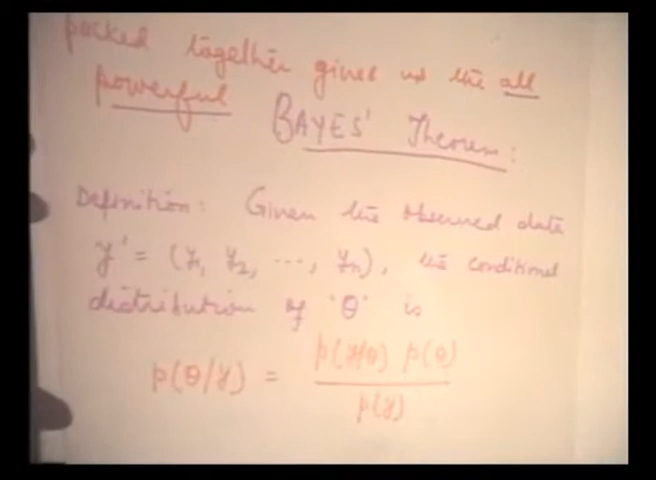 packed together gives us the all
powerful BAYES' Theorem:
Definition: Given the observed data
y' = (y₁, y₂, ..., yₙ), the conditional
distribution of 'θ' is
p(θ/y) = p(y/θ) p(θ)
p(y)